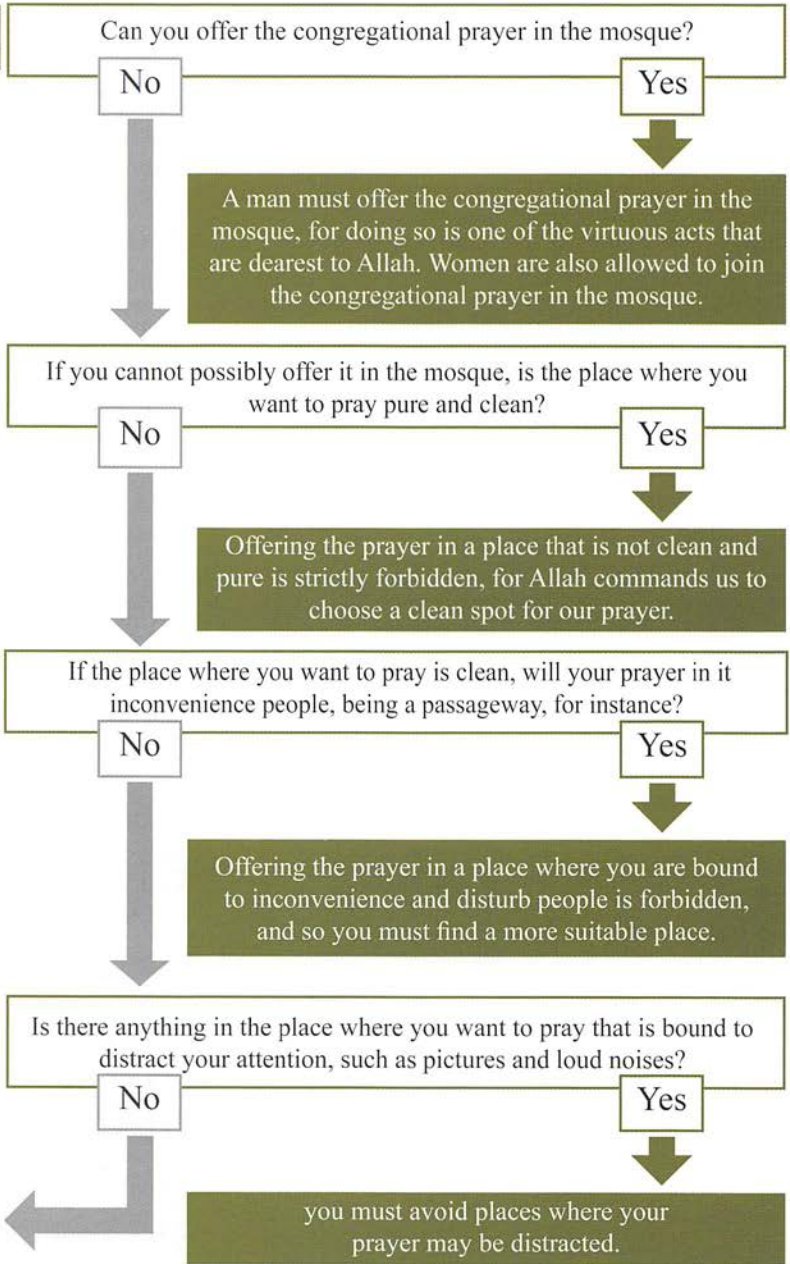 Can you offer the congregational prayer in the mosque?
No
Yes
A man must offer the congregational prayer in the
mosque, for doing so is one of the virtuous acts that
are dearest to Allah. Women are also allowed to join
the congregational prayer in the mosque.
If you cannot possibly offer it in the mosque, is the place where you
want to pray pure and clean?
No
Yes
Offering the prayer in a place that is not clean and
pure is strictly forbidden, for Allah commands us to
choose a clean spot for our prayer.
If the place where you want to pray is clean, will your prayer in it
inconvenience people, being a passageway, for instance?
No
Yes
Offering the prayer in a place where you are bound
to inconvenience and disturb people is forbidden,
and so you must find a more suitable place.
Is there anything in the place where you want to pray that is bound to
distract your attention, such as pictures and loud noises?
No
Yes
you must avoid places where your
prayer may be distracted.